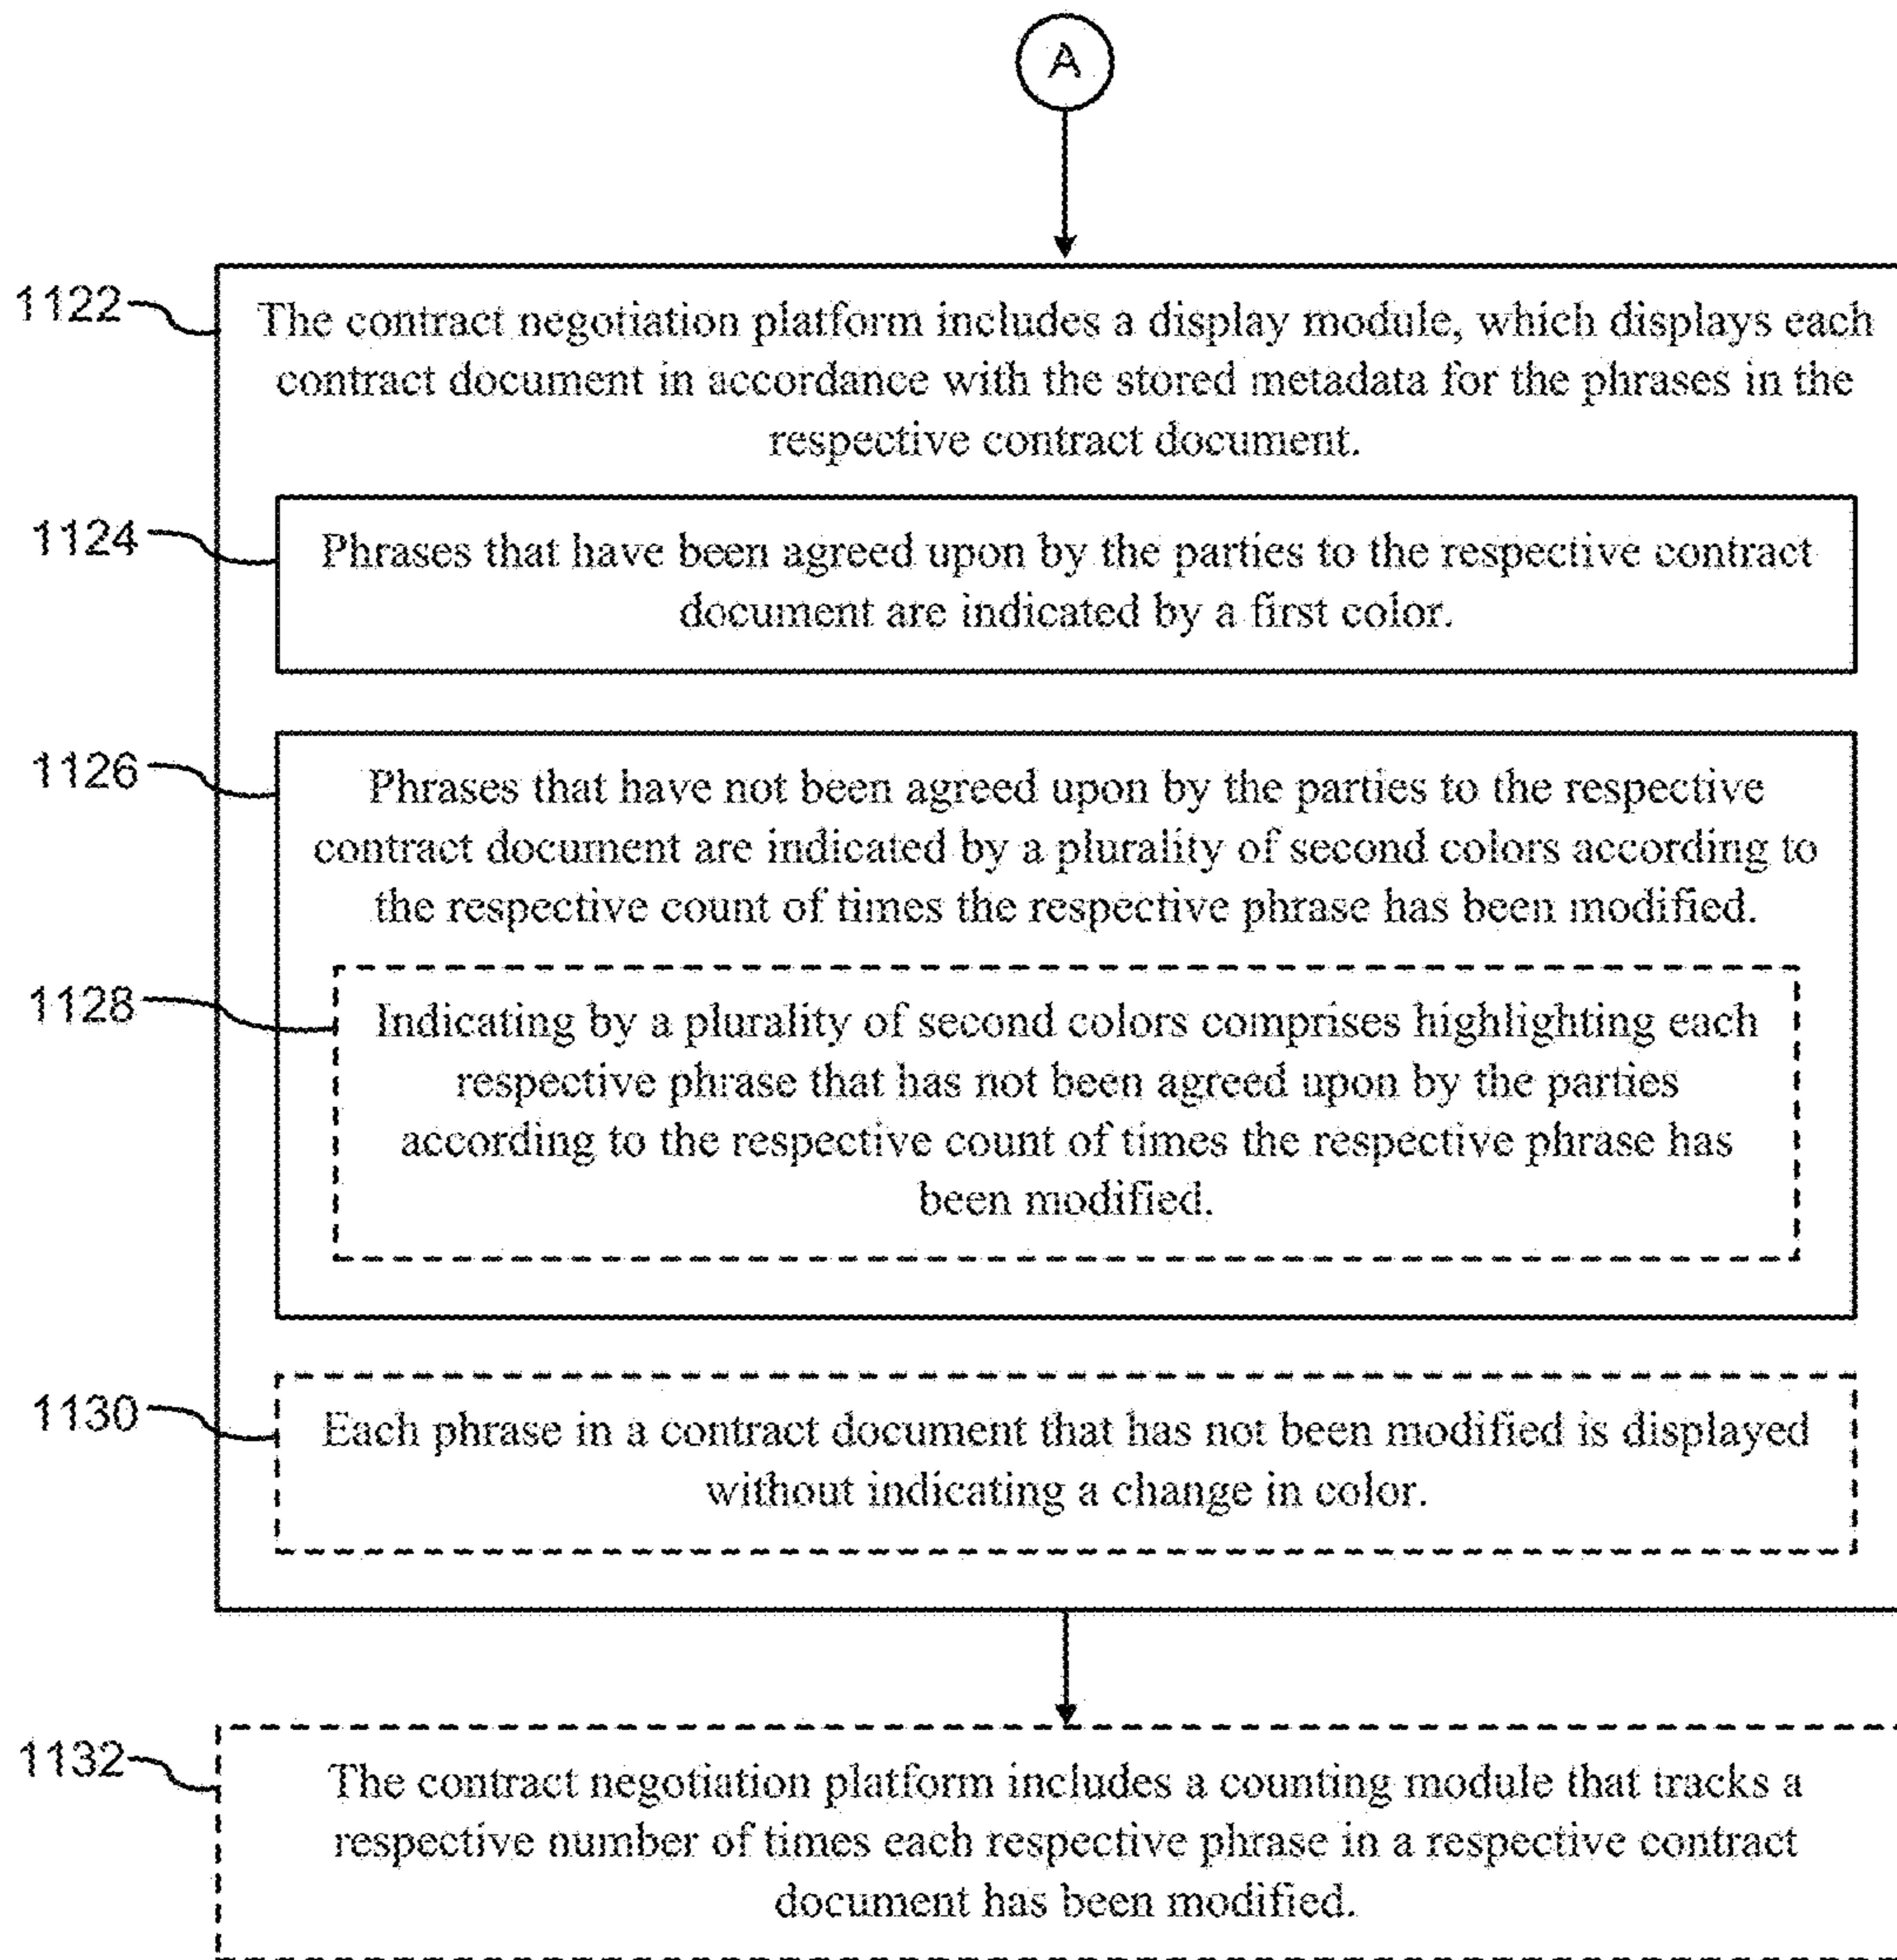 A
1122
The contract negotiation platform includes a display module, which displays each
contract document in accordance with the stored metadata for the phrases in the
respective contract document.
1124
Phrases that have been agreed upon by the parties to the respective contract
document are indicated by a first color.
1126
Phrases that have not been agreed upon by the parties to the respective
contract document are indicated by a plurality of second colors according to
the respective count of times the respective phrase has been modified.
1128
Indicating by a plurality of second colors comprises highlighting each
respective phrase that has not been agreed upon by the parties
according to the respective count of times the respective phrase has
been modified.
1130
Each phrase in a contract document that has not been modified is displayed
without indicating a change in color.
1132
The contract negotiation platform includes a counting module that tracks a
respective number of times each respective phrase in a respective contract
document has been modified.